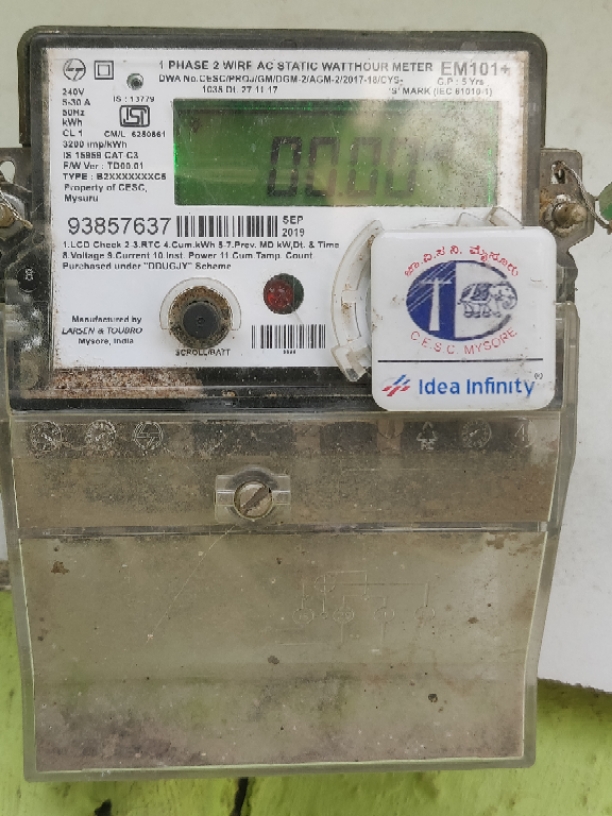 1 PHASE 2 WIRE AC STATIC WATTHOUR METER EM101+
DWA No.CESC/PROJ/GM/DGM-2/AGM-2/2017-18/CYS- G.P : 5 Yrs
1038 Dt. 27 11 17 'S' MARK (IEC 61010-1)
240V
5-30 A
50Hz
kWh
CL 1
IS : 13779
CM/L 6250861
3200 imp/kWh
IS 15959 CAT C3
F/W Ver : TD00.01
TYPE : B2XXXXXXXC5
Property of CESC,
Mysuru
00.00
93857637
SEP
2019
1.LCD Check 2-3.RTC 4.Cum.kWh 5-7.Prev. MD kW,Dt. & Time
8.Voltage 9.Current 10.Inst. Power 11.Cum Tamp. Count
Purchased under "DDUGJY" Scheme
Manufactured by
LARSEN & TOUBRO
Mysore, India
SCROLL/BATT
ಚಾ.ವಿ.ಸ.ನಿ. ಮೈಸೂರು
C.E.S.C. MYSORE
Idea Infinity